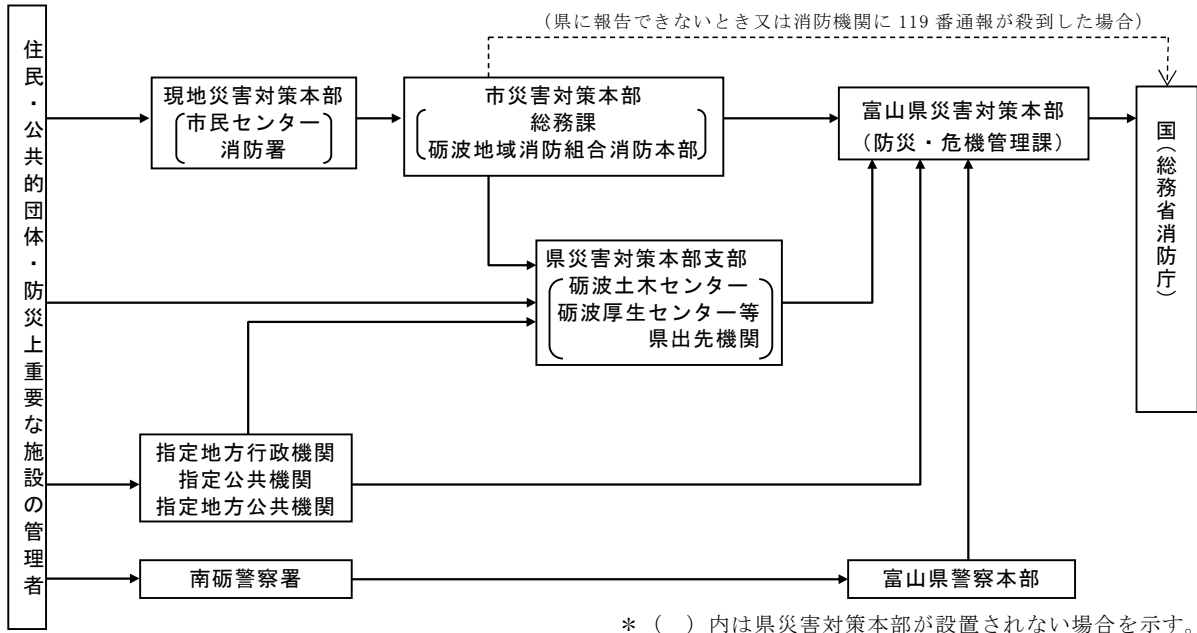 (県に報告できないとき又は消防機関に 119 番通報が殺到した場合)
住民・公共的団体・防災上重要な施設の管理者
現地災害対策本部
市民センター
消防署
市災害対策本部
総務課
砺波地域消防組合消防本部
富山県災害対策本部
(防災・危機管理課)
国(総務省消防庁)
県災害対策本部支部
砺波土木センター
砺波厚生センター等
県出先機関
指定地方行政機関
指定公共機関
指定地方公共機関
南砺警察署
富山県警察本部
*( )内は県災害対策本部が設置されない場合を示す。